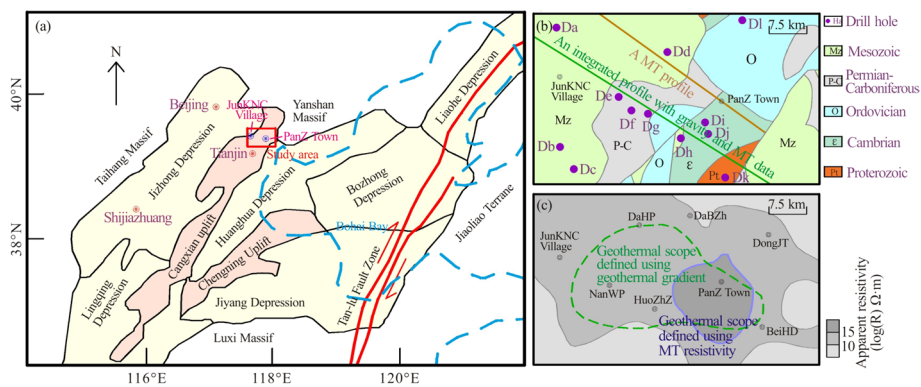 (a)
N
40°N
38°N
116°E
118°E
120°E
Beijing
JunKNC
Village
Yanshan
Massif
PanZ Town
Study area
Tianjin
Taihang Massif
Jizhong Depression
Shijiazhuang
Cangxian uplift
Huanghua Depression
Chengning Uplift
Bozhong
Depression
Bohai Bay
Liaohe Depression
Jiaoliao Terrane
Tan-lu Fault Zone
Lingqing
Depression
Jiyang Depression
Luxi Massif
(b)
7.5 km
Da
Dl
Dd
An integrated profile with gravity and MT data
A MT profile
O
JunKNC
Village
De
PanZ Town
Mz
Df
Dg
Di
Dj
Db
P-C
Dh
Mz
O
ε
Dc
Pt
Dk
Hs
Drill hole
Mz
Mesozoic
P-C
Permian-
Carboniferous
O
Ordovician
ε
Cambrian
Pt
Proterozoic
(c)
7.5 km
DaHP
DaBZh
JunKNC
Village
DongJT
Geothermal scope
defined using
geothermal gradient
NanWP
PanZ Town
HuoZhZ
Geothermal scope
defined using
MT resistivity
BeiHD
15
10
Apparent resistivity
(log(R) Ω·m)